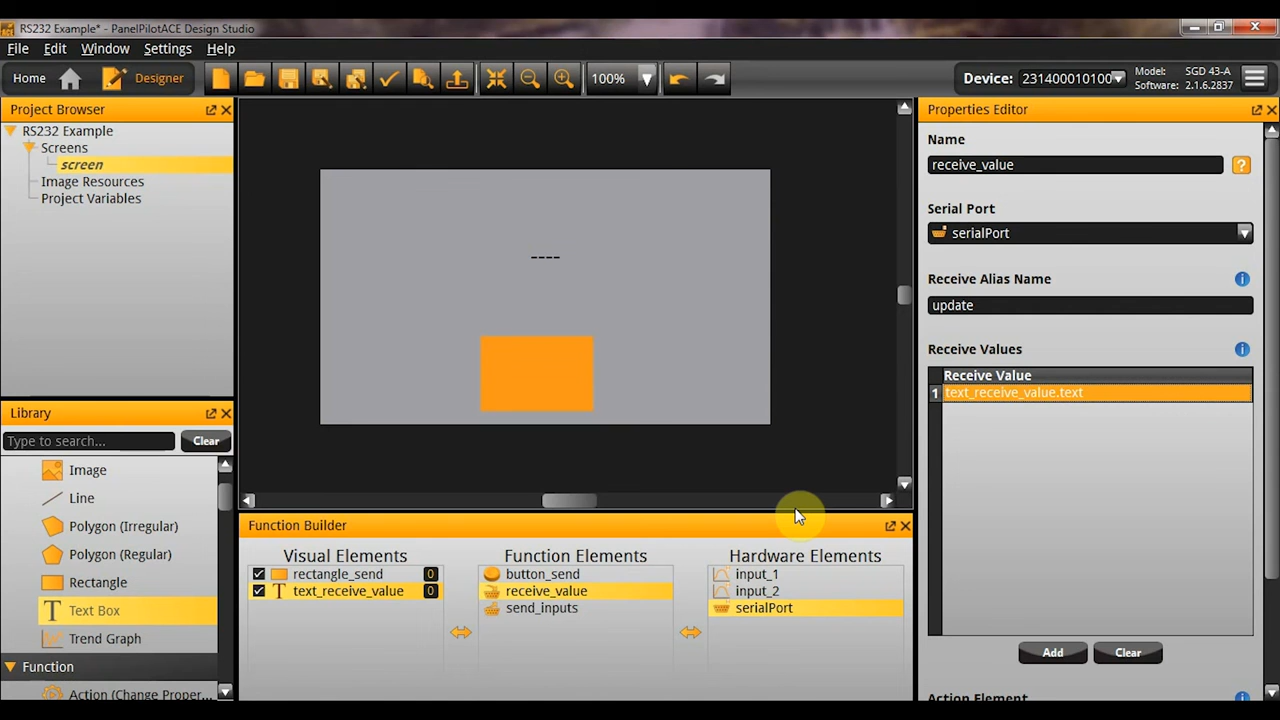 RS232 Example* - PanelPilotACE Design Studio
File Edit Window Settings Help
Home Designer 100% Device: 231400010100 Model: SGD 43-A
Software: 2.1.6.2837
Project Browser
RS232 Example
Screens
screen
Image Resources
Project Variables
Library
Type to search... Clear
Image
Line
Polygon (Irregular)
Polygon (Regular)
Rectangle
Text Box
Trend Graph
Function
Action (Change Proper...
----
Function Builder
Visual Elements Function Elements Hardware Elements
rectangle_send 0 button_send input_1
text_receive_value 0 receive_value input_2
send_inputs serialPort
Properties Editor
Name
receive_value ?
Serial Port
serialPort
Receive Alias Name
update
Receive Values
Receive Value
1 text_receive_value.text
Add Clear
Action Element